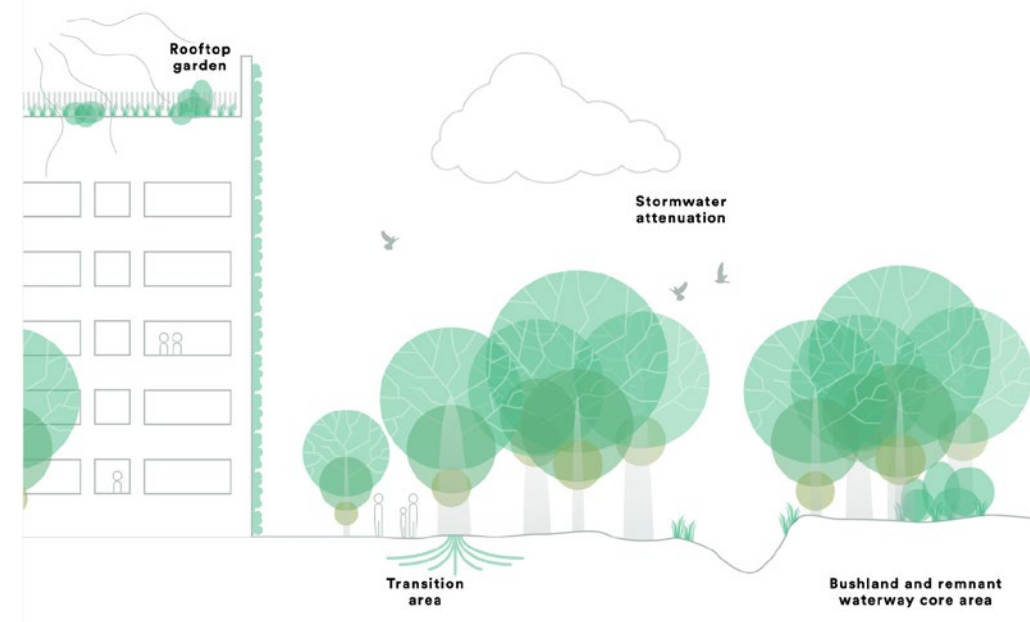 Rooftop
garden
Stormwater
attenuation
Transition
area
Bushland and remnant
waterway core area